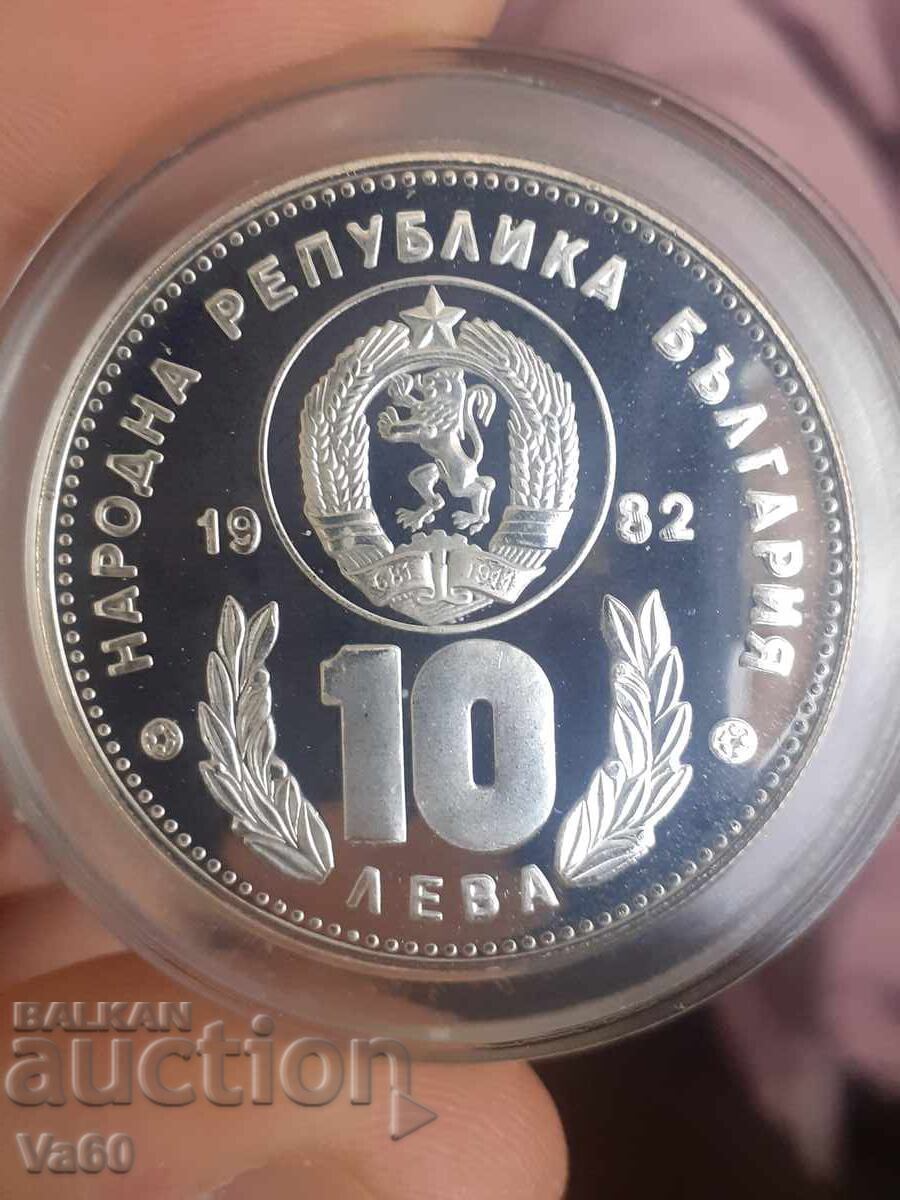 НАРОДНА РЕПУБЛИКА БЪЛГАРИЯ
19 82
681 1944
10
ЛЕВА
BALKAN
auction
Va60